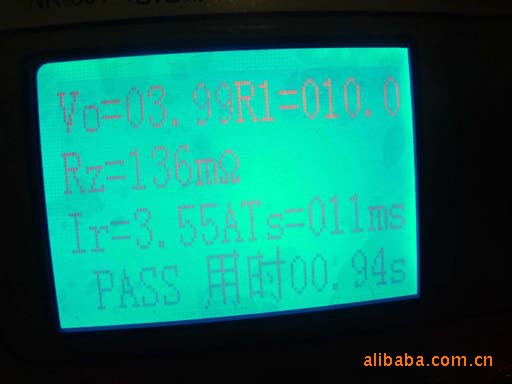 Vo=03.99R1=010.0
Rz=136mΩ
Ir=3.55ATs=011ms
PASS 用时00.94s
alibaba.com.cn